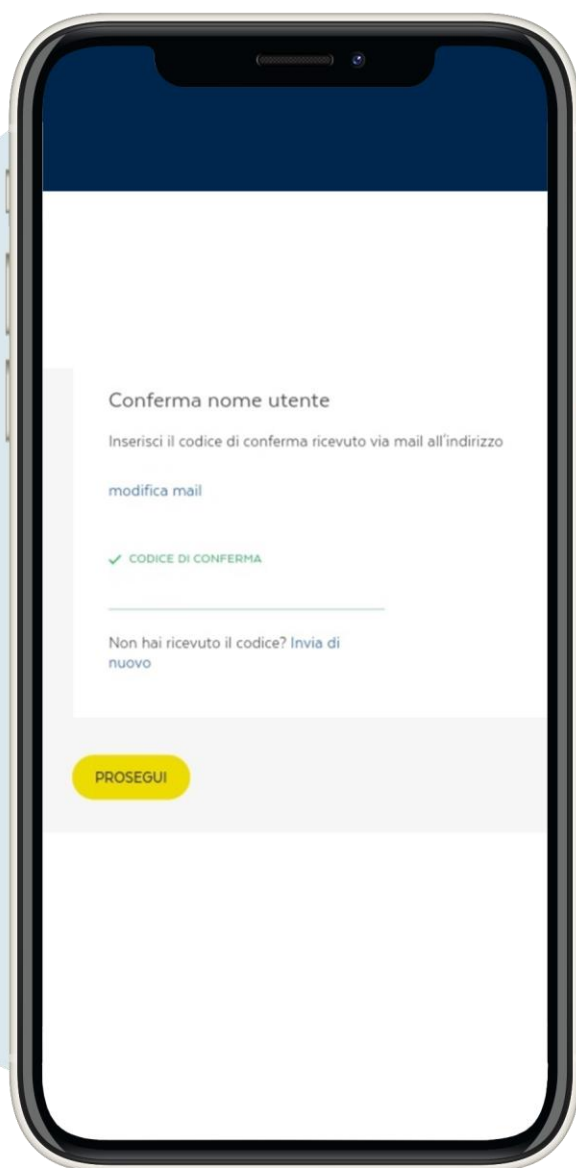 Conferma nome utente
Inserisci il codice di conferma ricevuto via mail all'indirizzo
modifica mail
✓ CODICE DI CONFERMA
Non hai ricevuto il codice? Invia di
nuovo
PROSEGUI